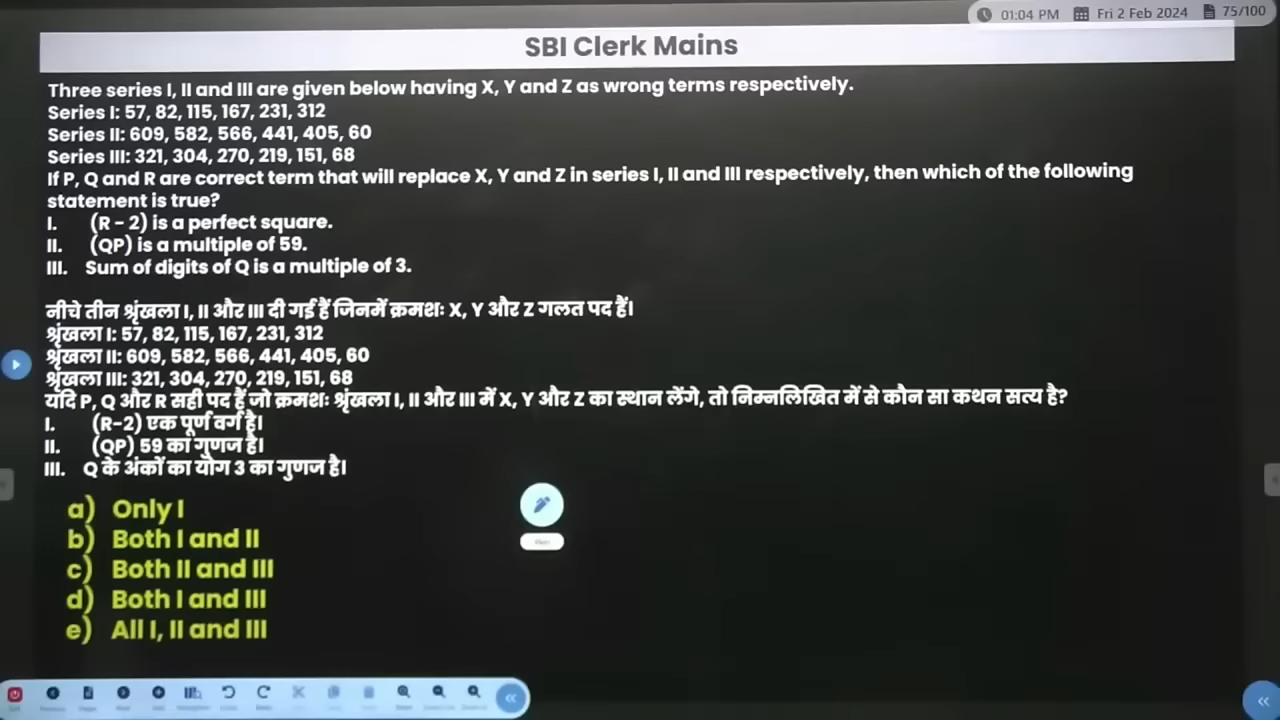 01:04 PM Fri 2 Feb 2024 75/100
SBI Clerk Mains
Three series I, II and III are given below having X, Y and Z as wrong terms respectively.
Series I: 57, 82, 115, 167, 231, 312
Series II: 609, 582, 566, 441, 405, 60
Series III: 321, 304, 270, 219, 151, 68
If P, Q and R are correct term that will replace X, Y and Z in series I, II and III respectively, then which of the following
statement is true?
I. (R - 2) is a perfect square.
II. (QP) is a multiple of 59.
III. Sum of digits of Q is a multiple of 3.
नीचे तीन श्रृंखला I, II और III दी गई हैं जिनमें क्रमशः X, Y और Z गलत पद हैं।
श्रृंखला I: 57, 82, 115, 167, 231, 312
श्रृंखला II: 609, 582, 566, 441, 405, 60
श्रृंखला III: 321, 304, 270, 219, 151, 68
यदि P, Q और R सही पद हैं जो क्रमशः श्रृंखला I, II और III में X, Y और Z का स्थान लेंगे, तो निम्नलिखित में से कौन सा कथन सत्य है?
I. (R-2) एक पूर्ण वर्ग है।
II. (QP) 59 का गुणज है।
III. Q के अंकों का योग 3 का गुणज है।
a) Only I
b) Both I and II
c) Both II and III
d) Both I and III
e) All I, II and III